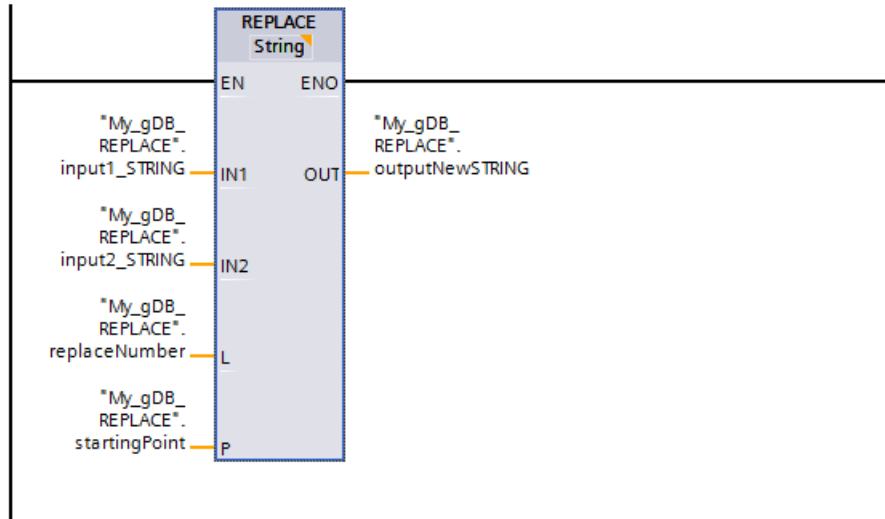 REPLACE
String
EN ENO
"My_gDB_
REPLACE".
input1_STRING
IN1
OUT
"My_gDB_
REPLACE".
outputNewSTRING
"My_gDB_
REPLACE".
input2_STRING
IN2
"My_gDB_
REPLACE".
replaceNumber
L
"My_gDB_
REPLACE".
startingPoint
P